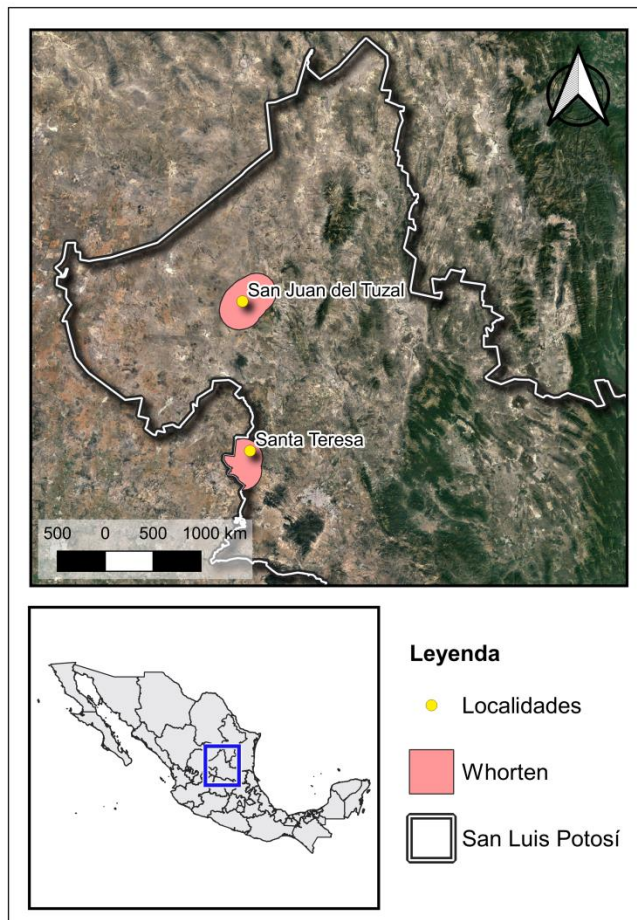 San Juan del Tuzal
Santa Teresa
500 0 500 1000 km
Leyenda
Localidades
Whorten
San Luis Potosí